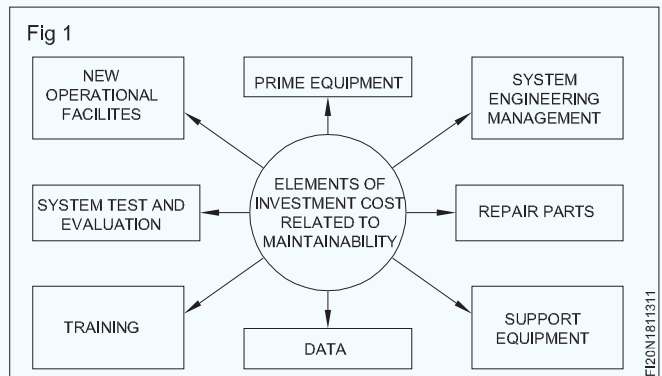 Fig 1
NEW
OPERATIONAL
FACILITES
PRIME EQUIPMENT
SYSTEM
ENGINEERING
MANAGEMENT
SYSTEM TEST AND
EVALUATION
ELEMENTS OF
INVESTMENT COST
RELATED TO
MAINTAINABILITY
REPAIR PARTS
TRAINING
DATA
SUPPORT
EQUIPMENT
FI20N1811311